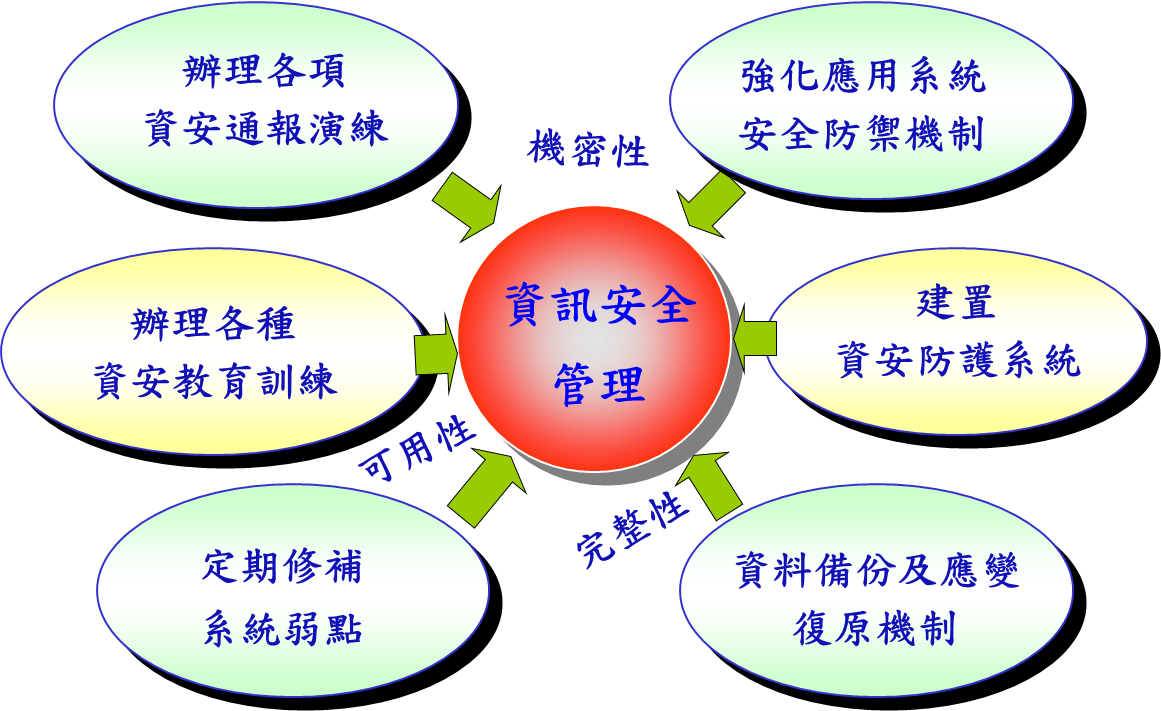 辦理各項
資安通報演練
強化應用系統
安全防禦機制
機密性
辦理各種
資安教育訓練
資訊安全
管理
建置
資安防護系統
可用性
完整性
定期修補
系統弱點
資料備份及應變
復原機制